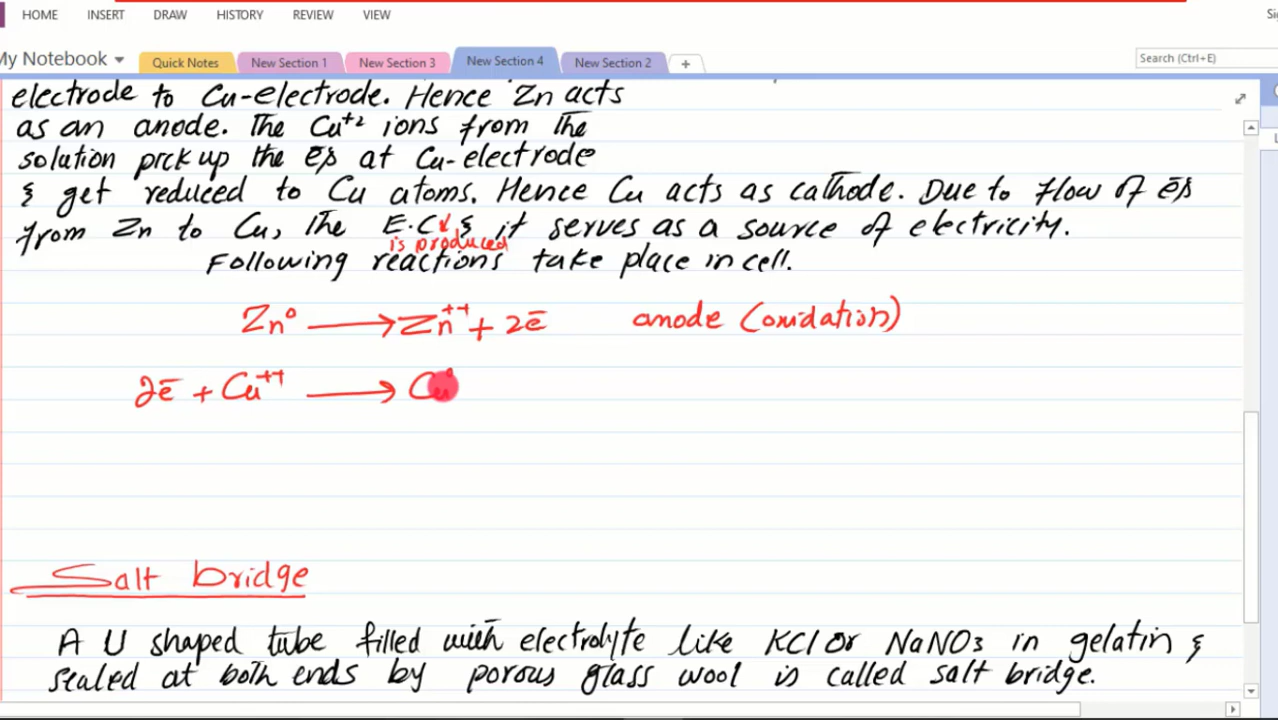 HOME INSERT DRAW HISTORY REVIEW VIEW
My Notebook Quick Notes New Section 1 New Section 3 New Section 4 New Section 2 + Search (Ctrl+E)
electrode to Cu-electrode. Hence Zn acts
as an anode. The Cu⁺² ions from the
solution pick up the ēs at Cu-electrode
& get reduced to Cu atoms. Hence Cu acts as cathode. Due to flow of ēs
from Zn to Cu, the E.C & it serves as a source of electricity.
is produced
Following reactions take place in cell.
Zn⁰ ⟶ Zn⁺⁺ + 2ē anode (oxidation)
2ē + Cu⁺⁺ ⟶ Cu⁰
Salt bridge
A U shaped tube filled with electrolyte like KCl or NaNO₃ in gelatin &
sealed at both ends by porous glass wool is called salt bridge.